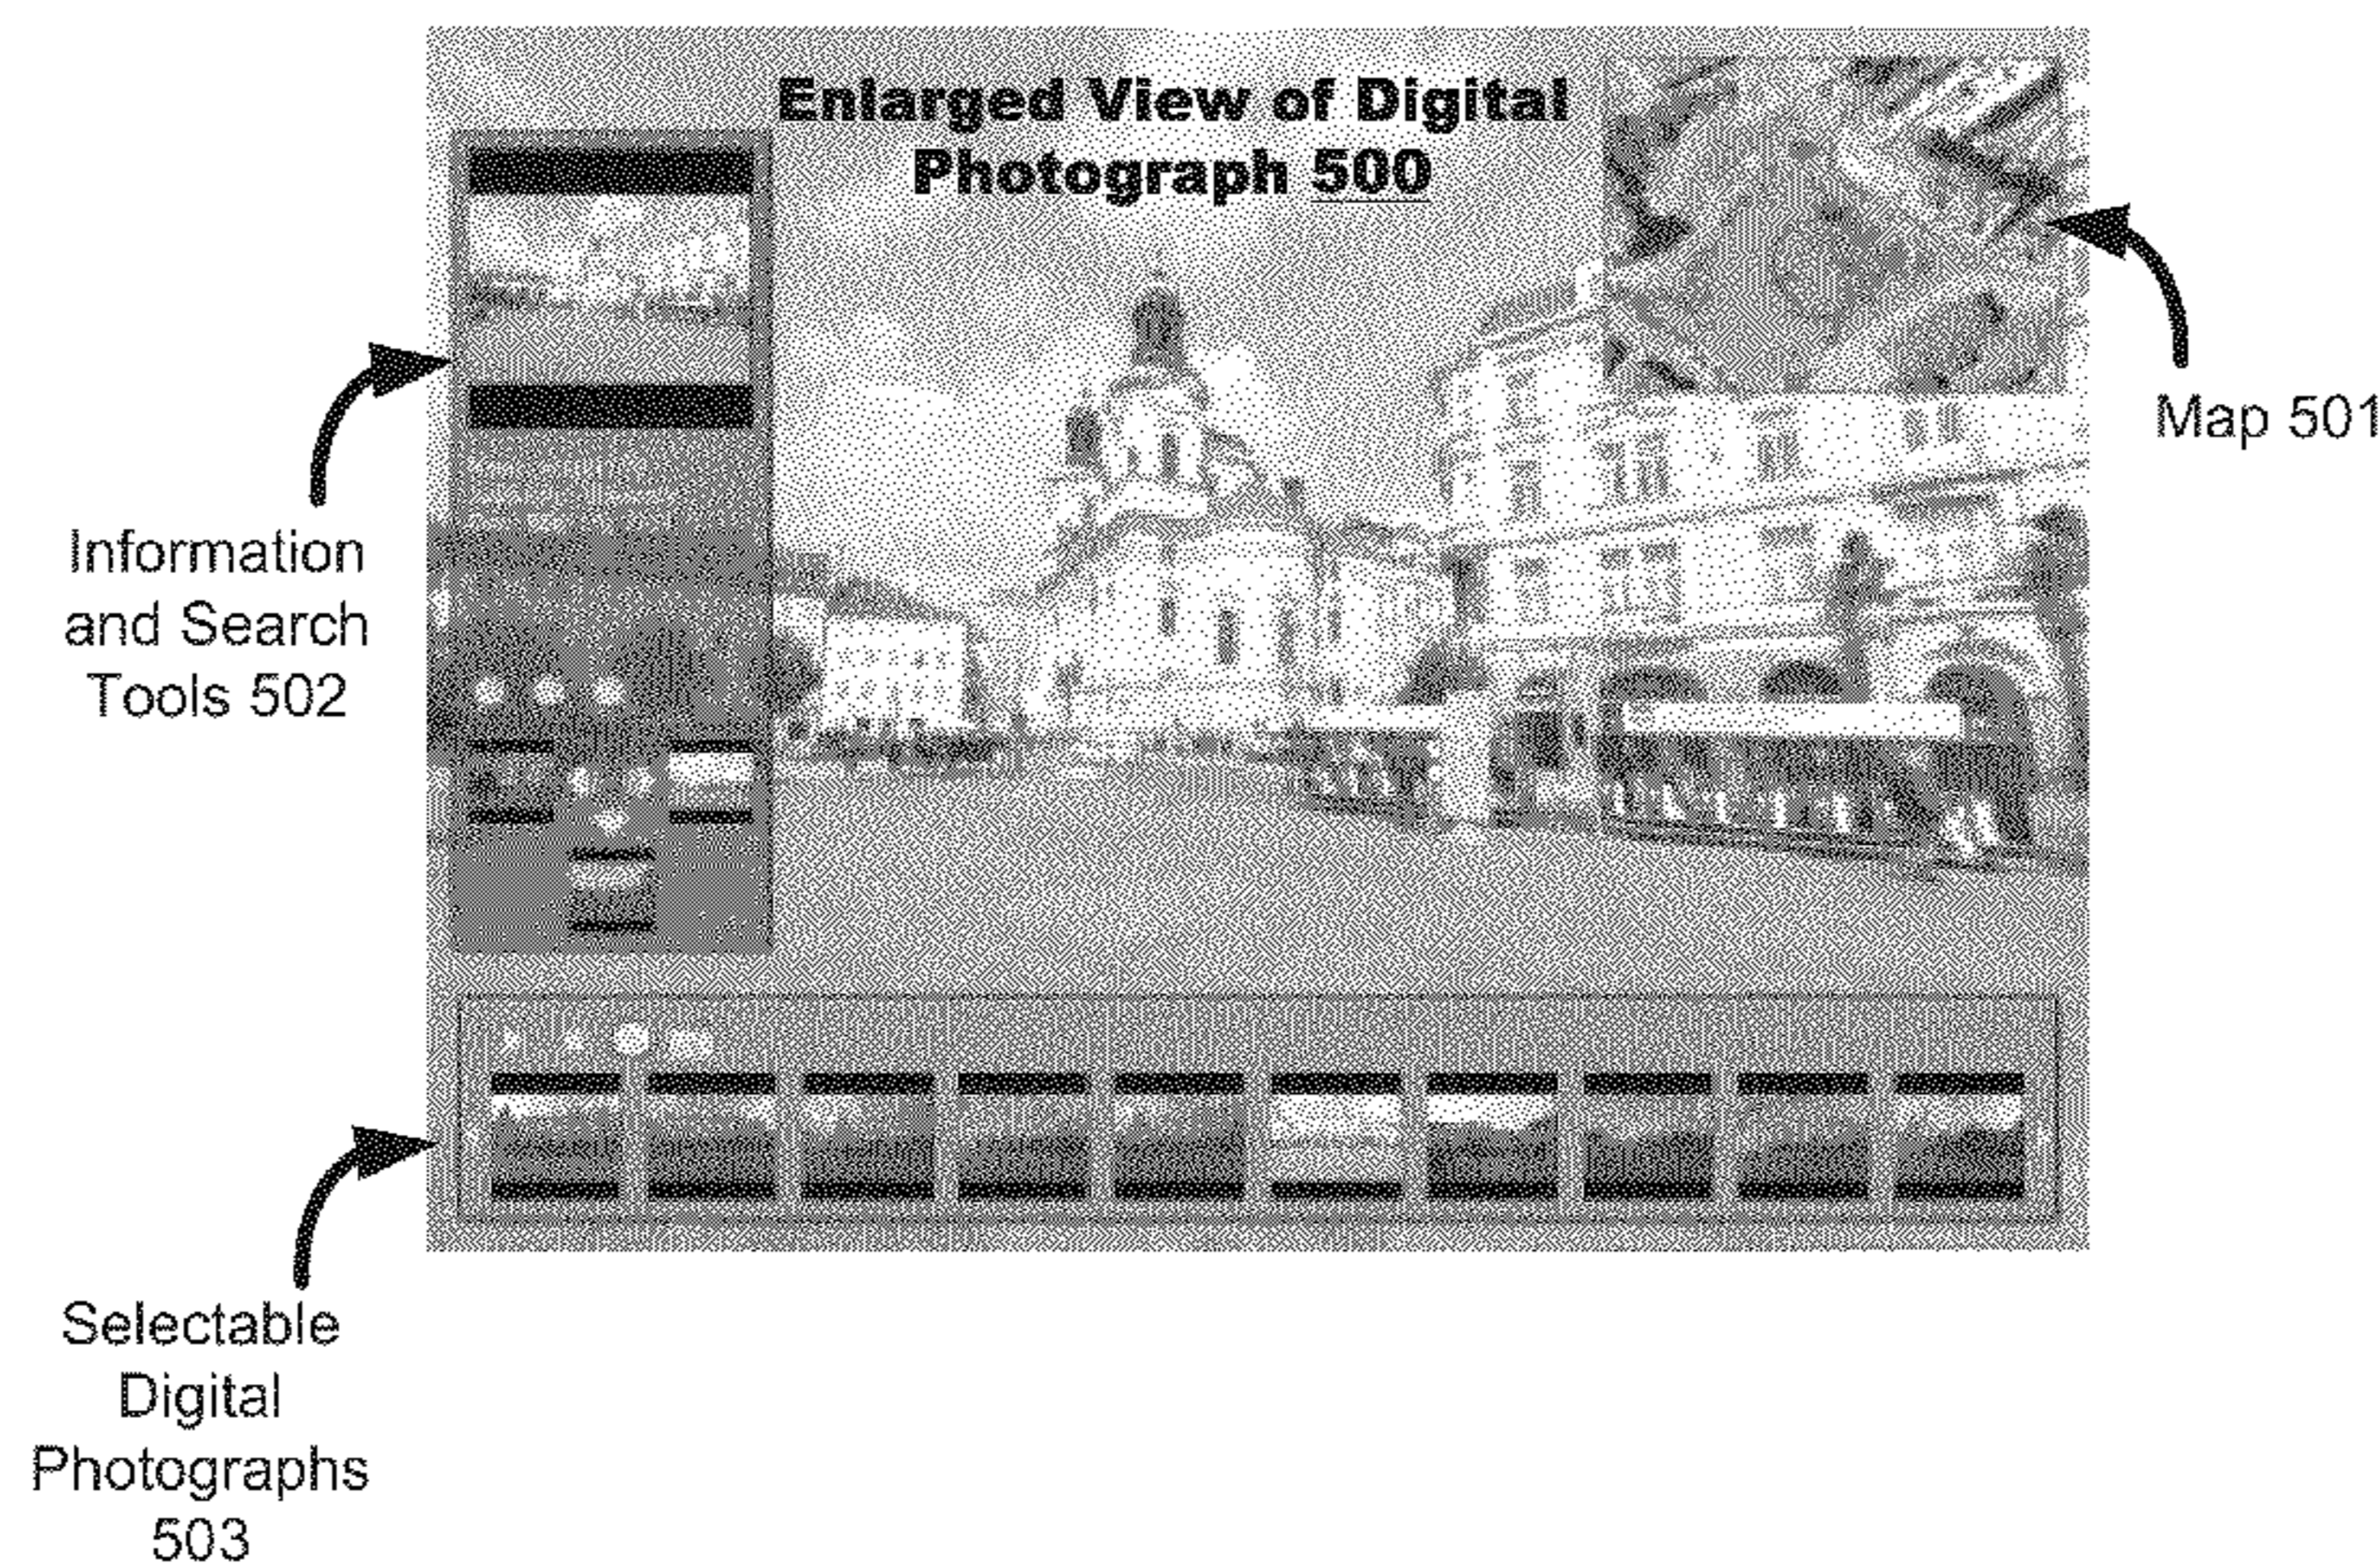 Enlarged View of Digital
Photograph 500
Map 501
Information
and Search
Tools 502
Selectable
Digital
Photographs
503